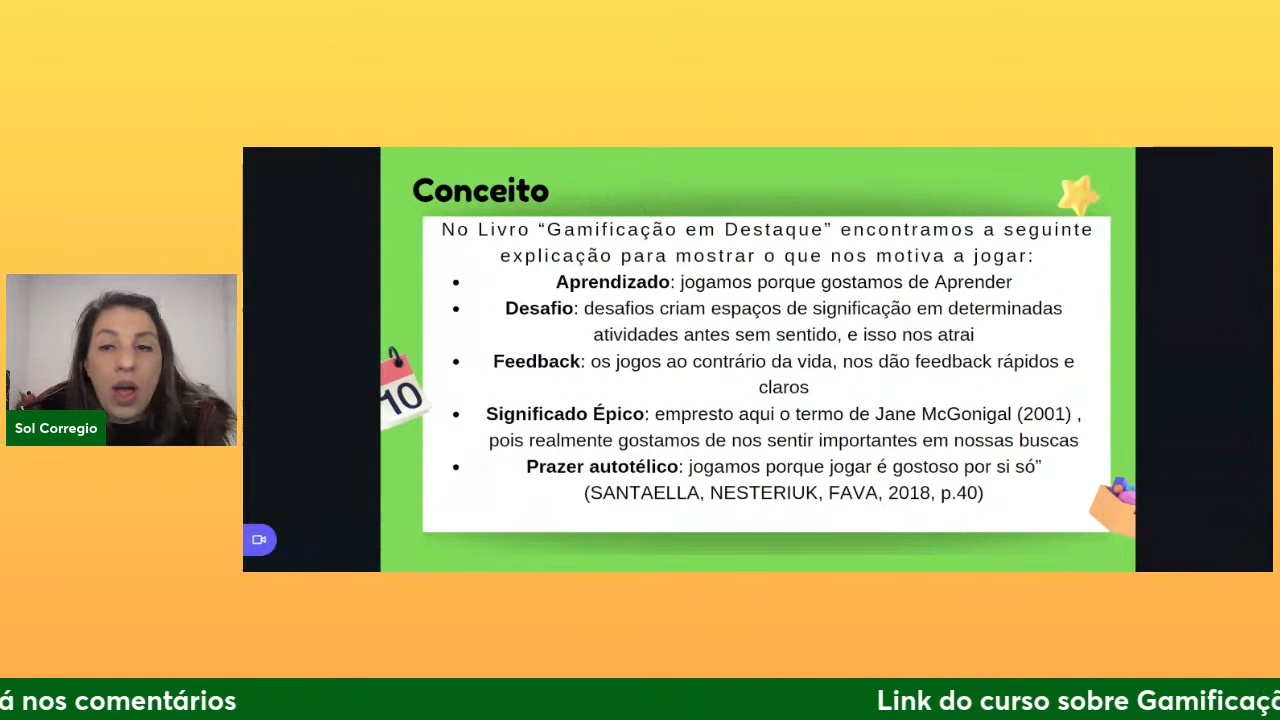 Conceito
No Livro “Gamificação em Destaque” encontramos a seguinte
explicação para mostrar o que nos motiva a jogar:
Aprendizado: jogamos porque gostamos de Aprender
Desafio: desafios criam espaços de significação em determinadas
atividades antes sem sentido, e isso nos atrai
Feedback: os jogos ao contrário da vida, nos dão feedback rápidos e
claros
Significado Épico: empresto aqui o termo de Jane McGonigal (2001) ,
pois realmente gostamos de nos sentir importantes em nossas buscas
Prazer autotélico: jogamos porque jogar é gostoso por si só”
(SANTAELLA, NESTERIUK, FAVA, 2018, p.40)
10
Sol Corregio
á nos comentários
Link do curso sobre Gamificaçõ